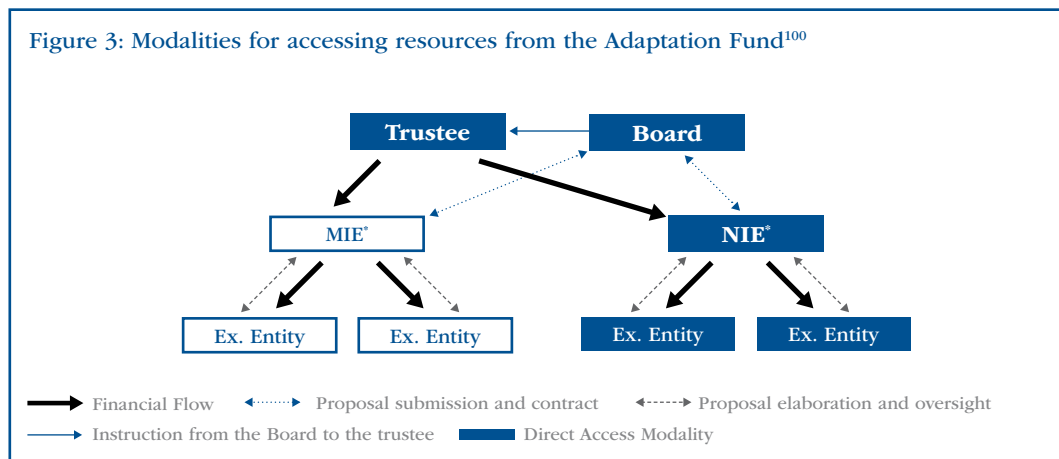 Figure 3: Modalities for accessing resources from the Adaptation Fund¹⁰⁰
Trustee
Board
MIE*
NIE*
Ex. Entity
Ex. Entity
Ex. Entity
Ex. Entity
Financial Flow
Proposal submission and contract
Proposal elaboration and oversight
Instruction from the Board to the trustee
Direct Access Modality